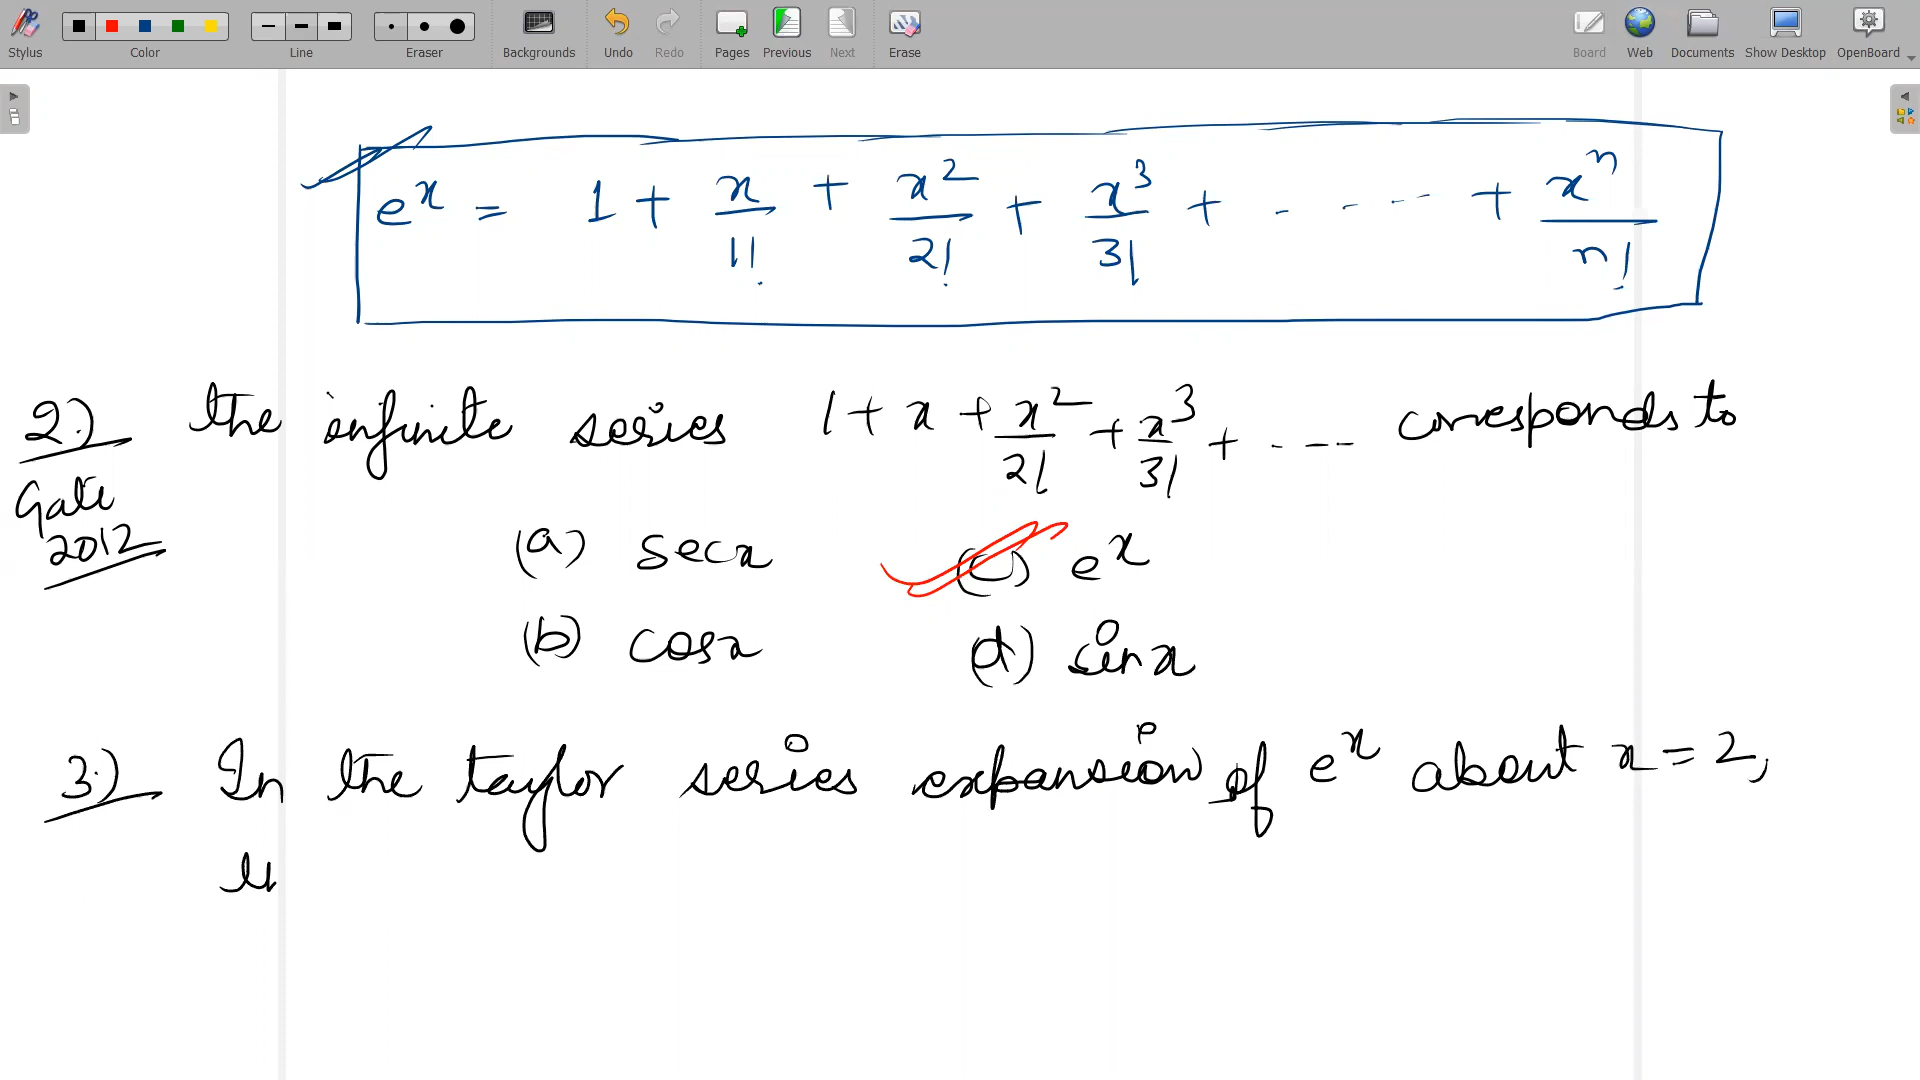 Stylus Color Line Eraser Backgrounds Undo Redo Pages Previous Next Erase Board Web Documents Show Desktop OpenBoard
e^x = 1 + x/1! + x^2/2! + x^3/3! + ..... + x^n/n!
2.) the infinite series 1 + x + x^2/2! + x^3/3! + .... corresponds to
Gate
2012
(a) secx (c) e^x
(b) cosx (d) sinx
3.) In the taylor series expansion of e^x about x = 2,